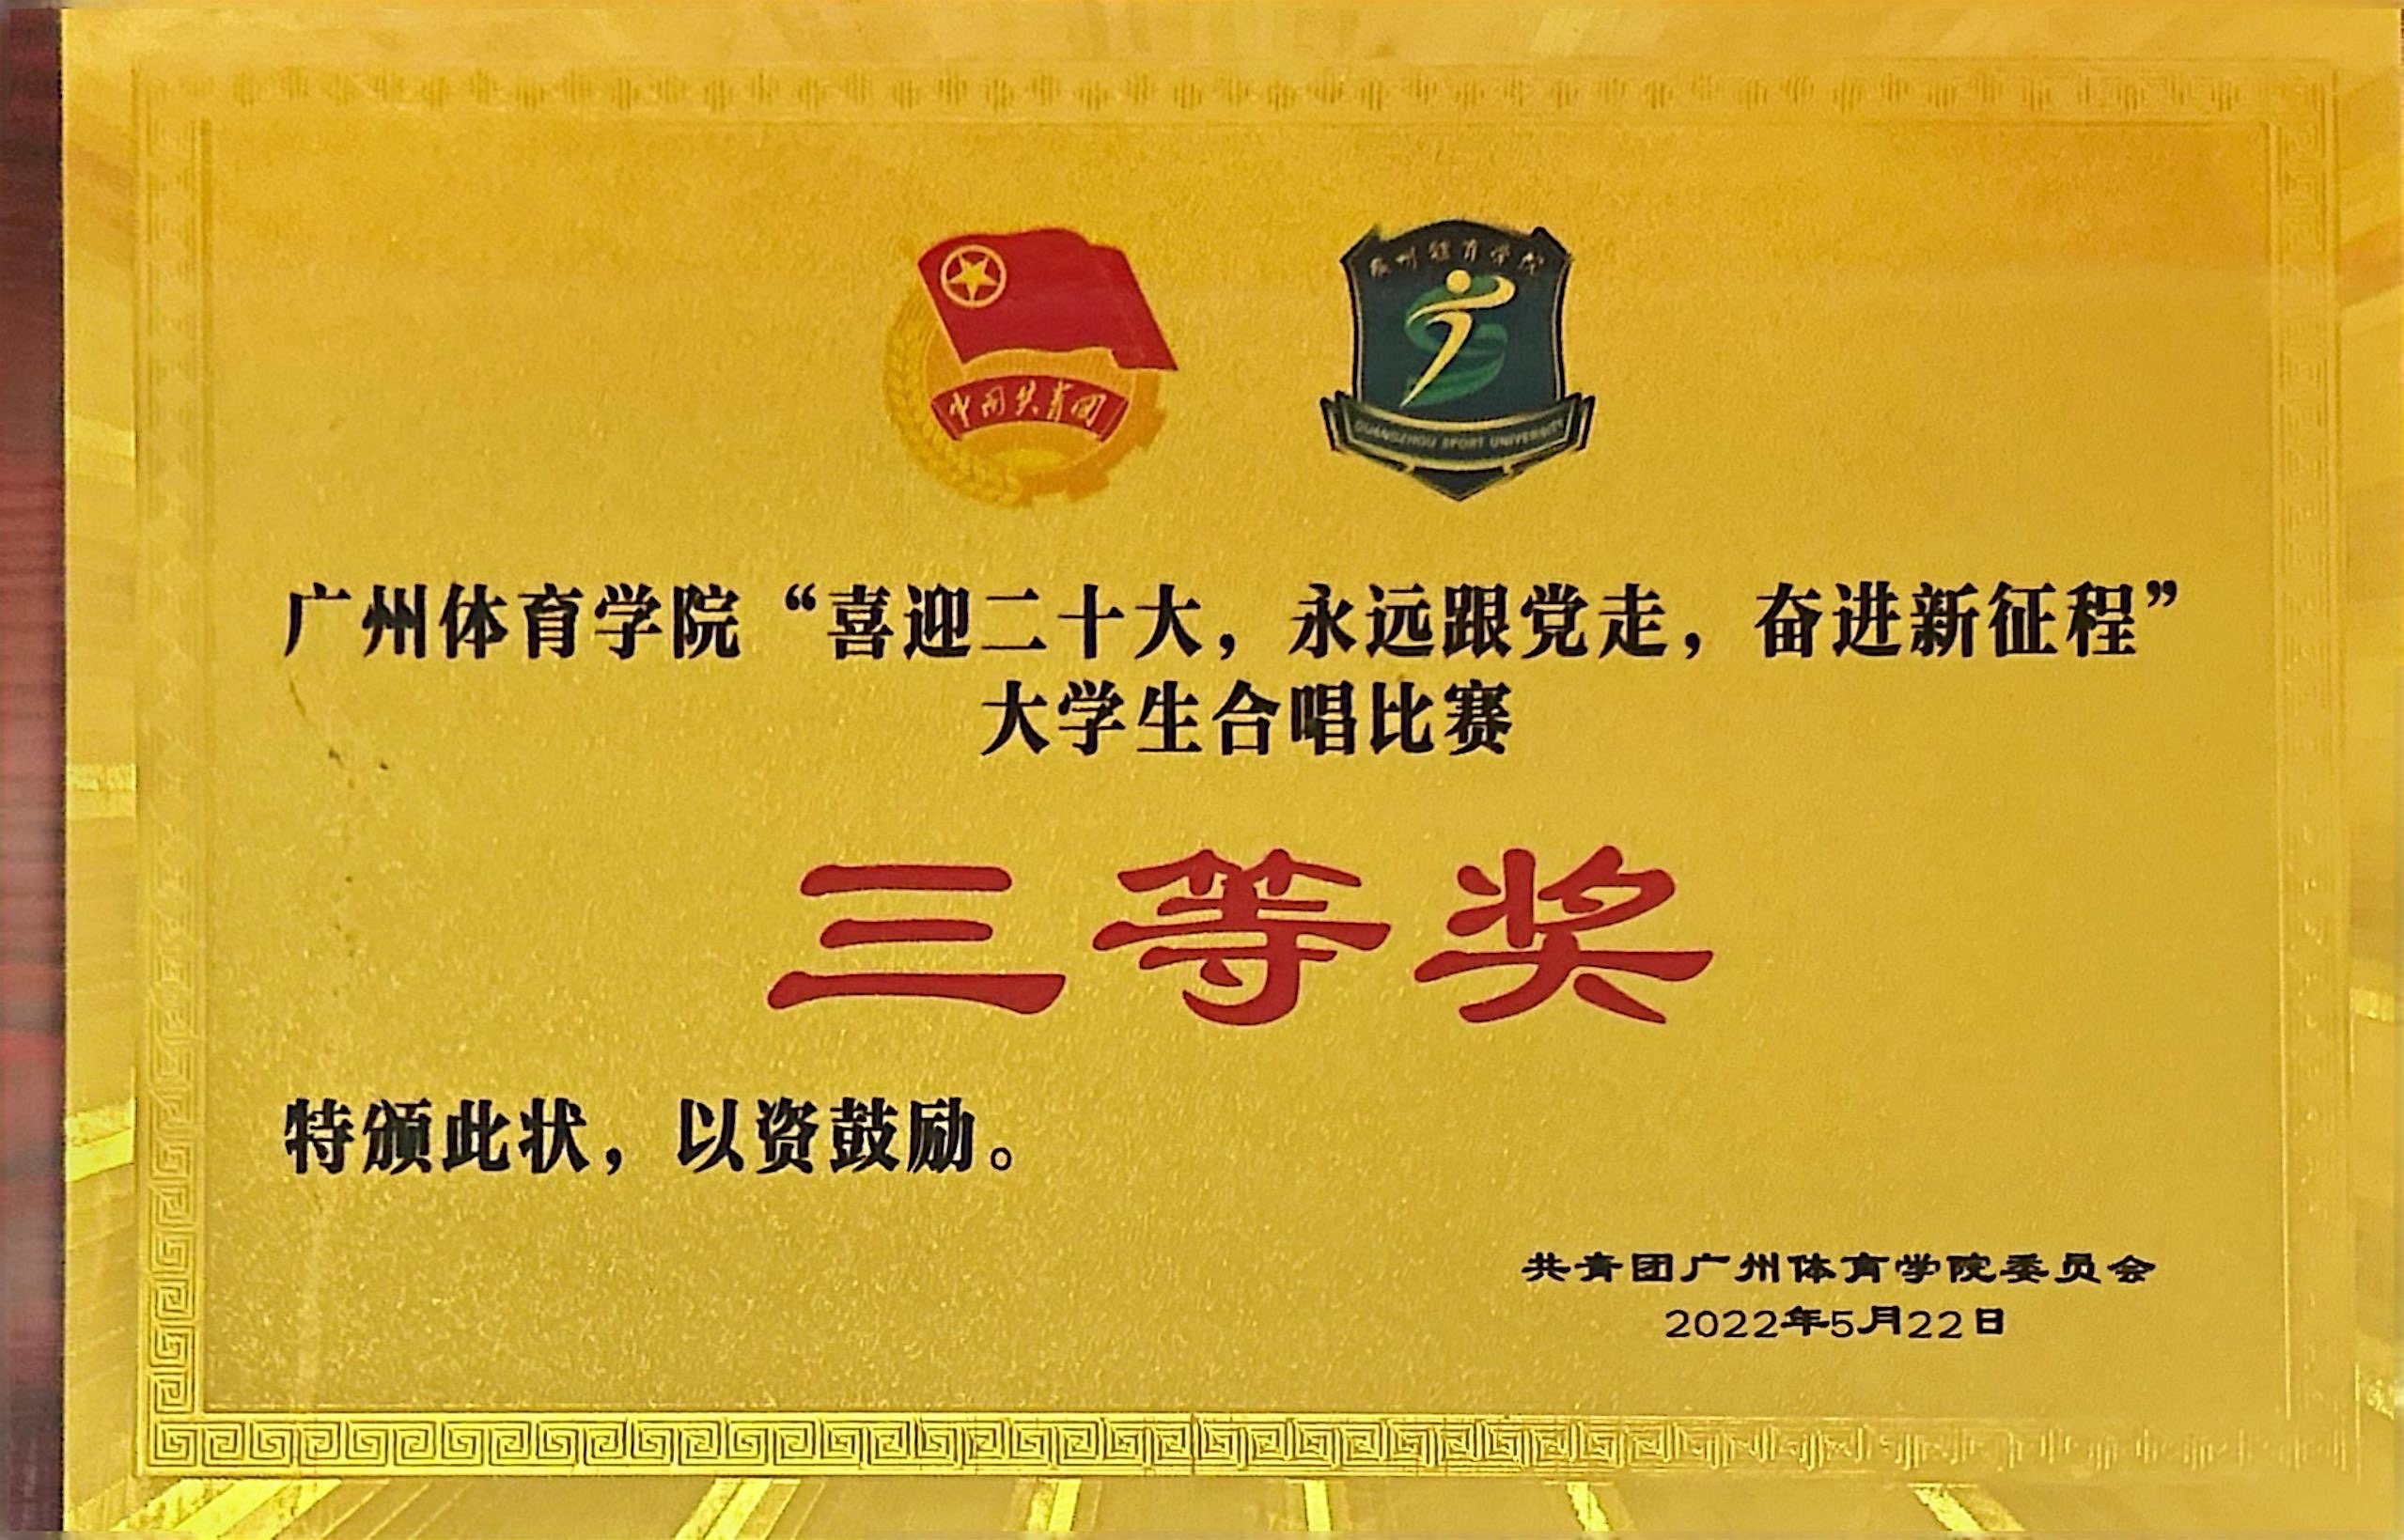 中国共青团
广州体育学院
GUANGZHOU SPORT UNIVERSITY
广州体育学院“喜迎二十大，永远跟党走，奋进新征程”
大学生合唱比赛
三等奖
特颁此状，以资鼓励。
共青团广州体育学院委员会
2022年5月22日